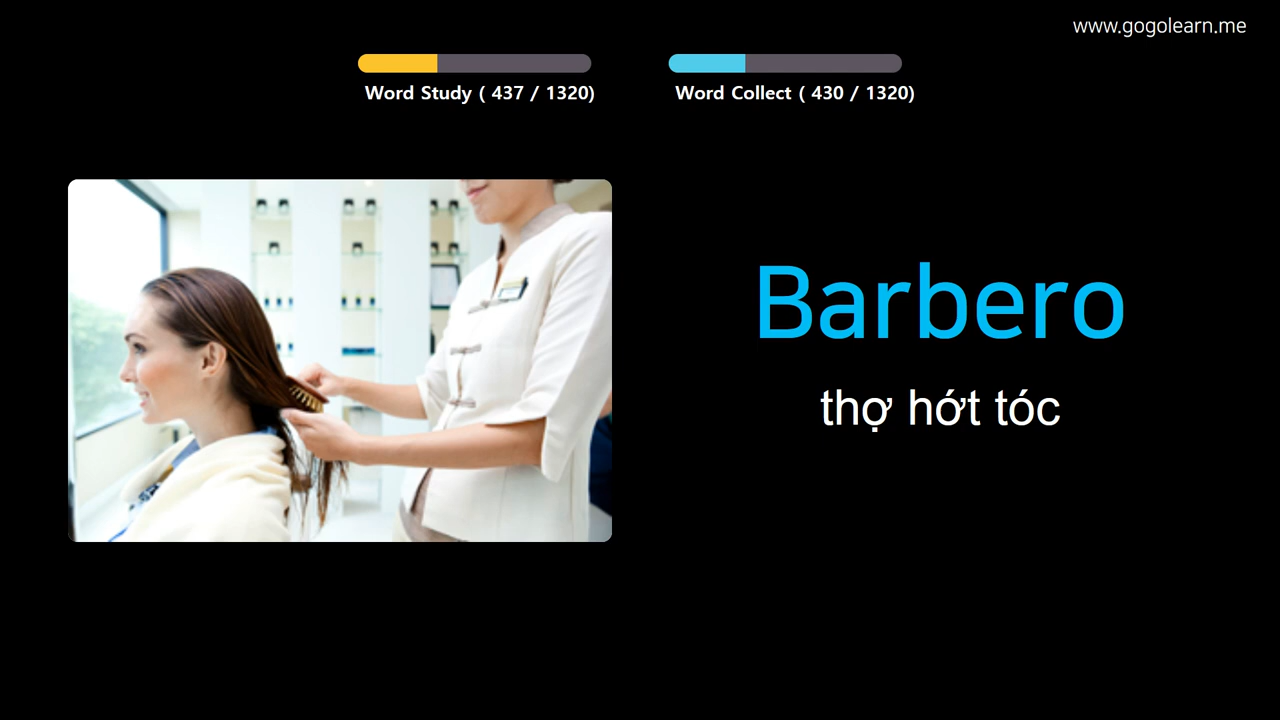 www.gogolearn.me
Word Study ( 437 / 1320)
Word Collect ( 430 / 1320)
Barbero
thợ hớt tóc